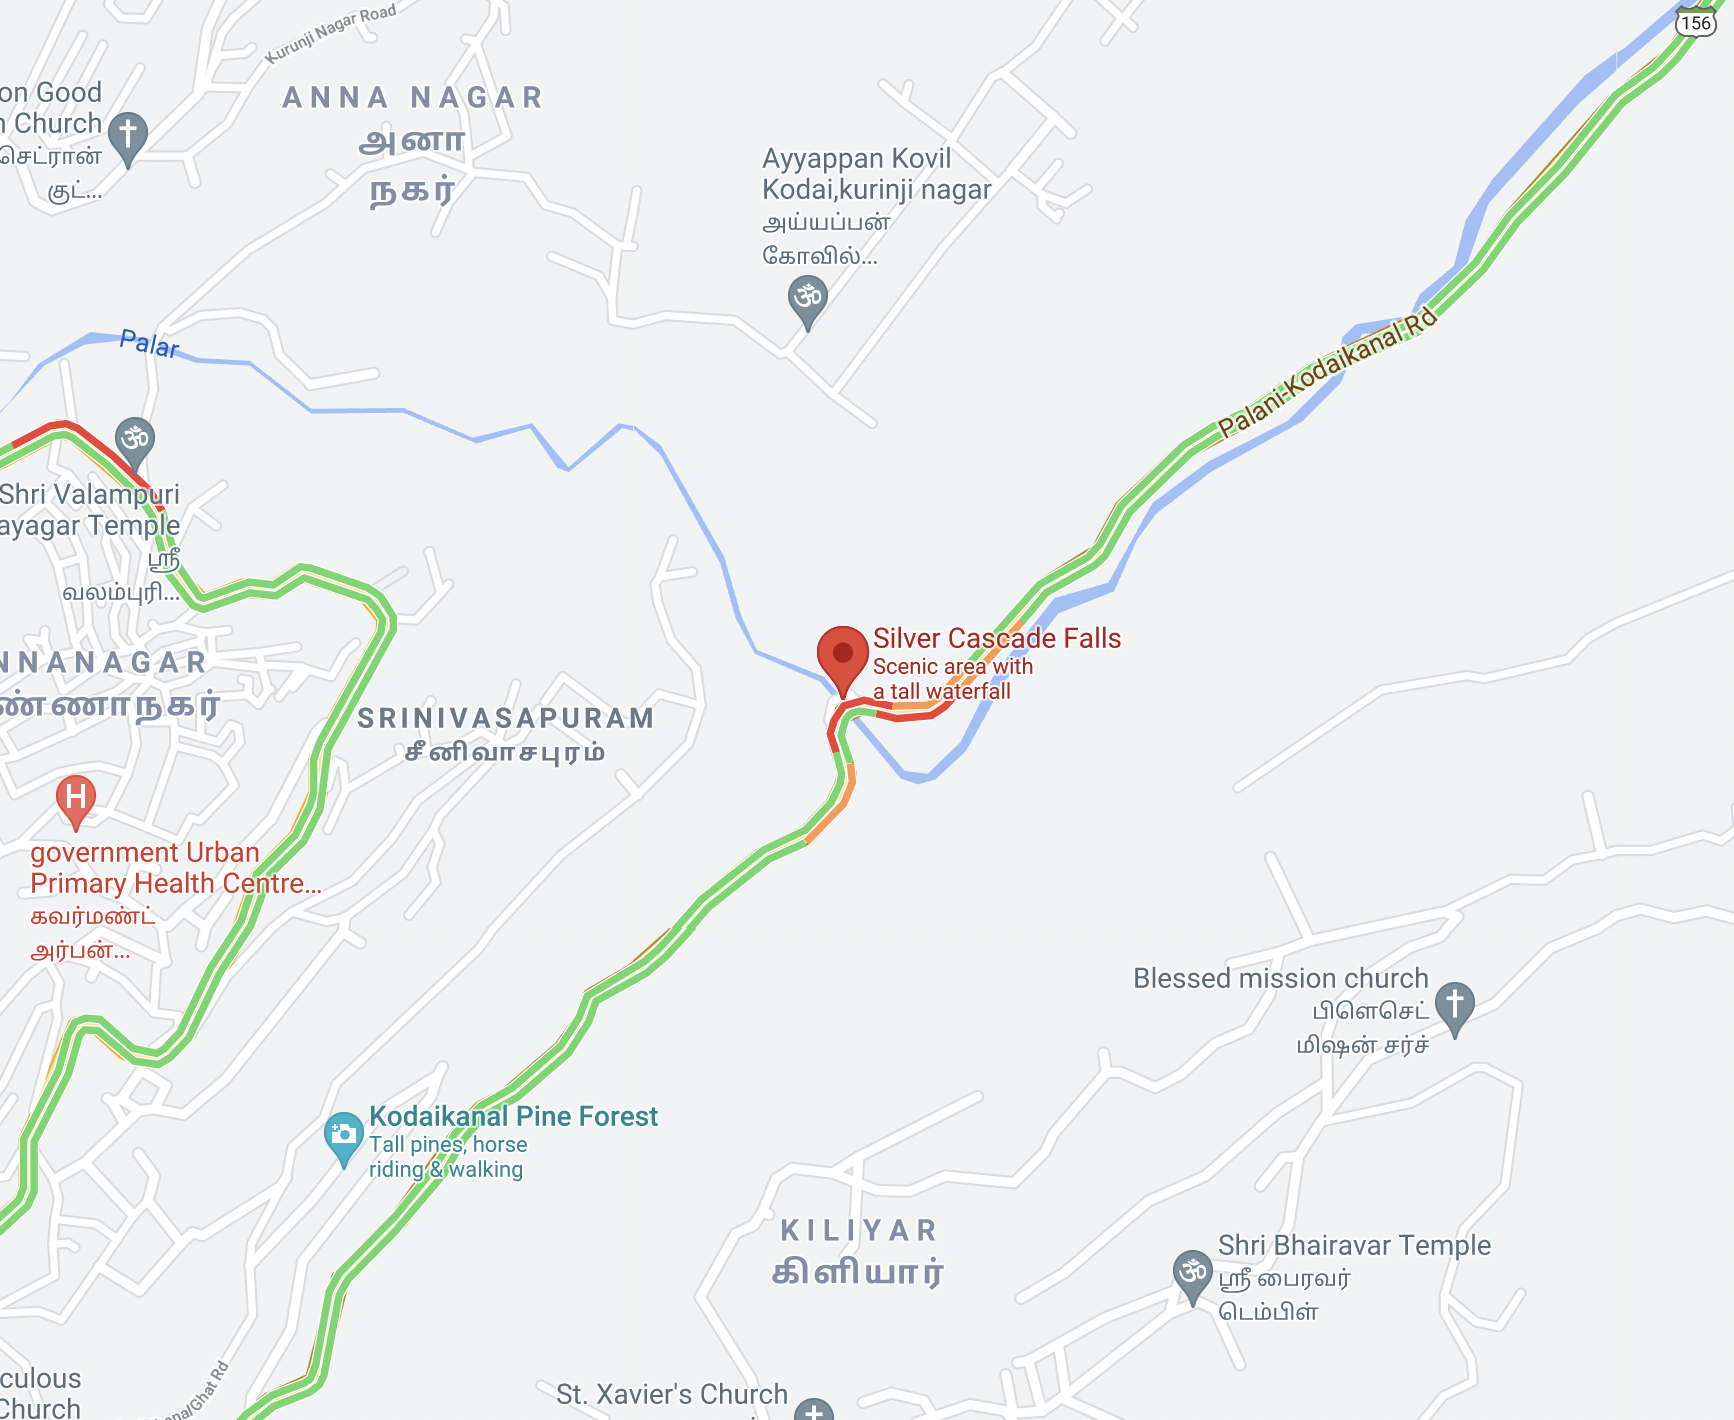 156
Kurunji Nagar Road
on Good
n Church
செட்ரான்
குட்...
ANNA NAGAR
அனா
நகர்
Ayyappan Kovil
Kodai,kurinji nagar
அய்யப்பன்
கோவில்...
Palar
Palani-Kodaikanal Rd
Shri Valampuri
ayagar Temple
ஸ்ரீ
வலம்புரி...
NNANAGAR
ண்ணாநகர்
Silver Cascade Falls
Scenic area with
a tall waterfall
SRINIVASAPURAM
சீனிவாசபுரம்
H
government Urban
Primary Health Centre...
கவர்மண்ட்
அர்பன்...
Blessed mission church
பிளெசெட்
மிஷன் சர்ச்
Kodaikanal Pine Forest
Tall pines, horse
riding & walking
KILIYAR
கிளியார்
Shri Bhairavar Temple
ஸ்ரீ பைரவர்
டெம்பிள்
culous
Church
ana/Ghat Rd
St. Xavier's Church